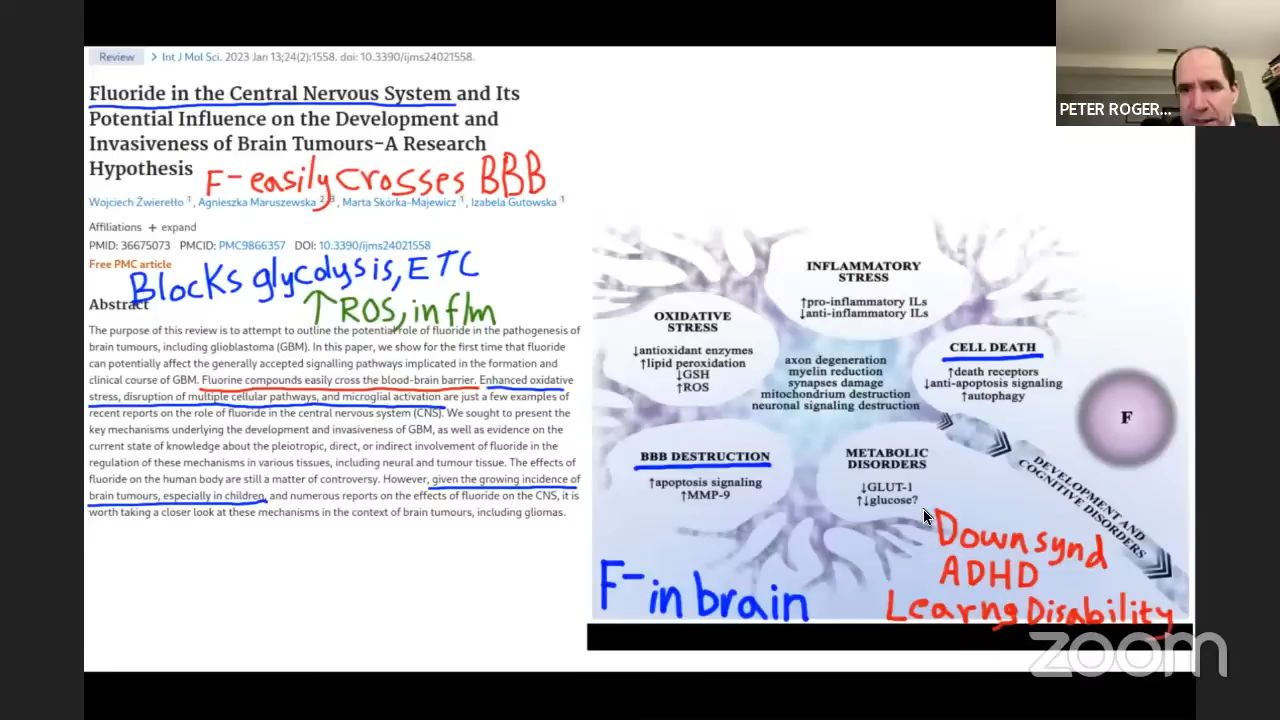 PETER ROGER...
Review
Int J Mol Sci. 2023 Jan 13;24(2):1558. doi: 10.3390/ijms24021558.
Fluoride in the Central Nervous System and Its
Potential Influence on the Development and
Invasiveness of Brain Tumours-A Research
Hypothesis
F- easily crosses BBB
Wojciech Żwierełło 1, Agnieszka Maruszewska 2 3, Marta Skórka-Majewicz 1, Izabela Gutowska 1
Affiliations + expand
PMID: 36675073 PMCID: PMC9866357 DOI: 10.3390/ijms24021558
Free PMC article
Blocks glycolysis, ETC
↑ROS, inflm
Abstract
The purpose of this review is to attempt to outline the potential role of fluoride in the pathogenesis of
brain tumours, including glioblastoma (GBM). In this paper, we show for the first time that fluoride
can potentially affect the generally accepted signalling pathways implicated in the formation and
clinical course of GBM. Fluorine compounds easily cross the blood-brain barrier. Enhanced oxidative
stress, disruption of multiple cellular pathways, and microglial activation are just a few examples of
recent reports on the role of fluoride in the central nervous system (CNS). We sought to present the
key mechanisms underlying the development and invasiveness of GBM, as well as evidence on the
current state of knowledge about the pleiotropic, direct, or indirect involvement of fluoride in the
regulation of these mechanisms in various tissues, including neural and tumour tissue. The effects of
fluoride on the human body are still a matter of controversy. However, given the growing incidence of
brain tumours, especially in children, and numerous reports on the effects of fluoride on the CNS, it is
worth taking a closer look at these mechanisms in the context of brain tumours, including gliomas.
INFLAMMATORY
STRESS
↑pro-inflammatory ILs
↓anti-inflammatory ILs
OXIDATIVE
STRESS
↓antioxidant enzymes
↑lipid peroxidation
↓GSH
↑ROS
axon degeneration
myelin reduction
synapses damage
mitochondrium destruction
neuronal signaling destruction
CELL DEATH
↑death receptors
↓anti-apoptosis signaling
↑autophagy
F
BBB DESTRUCTION
↑apoptosis signaling
↑MMP-9
METABOLIC
DISORDERS
↓GLUT-1
↑↓glucose?
DEVELOPMENT AND
COGNITIVE DISORDERS
F- in brain
Down synd
ADHD
Learng Disability
zoom